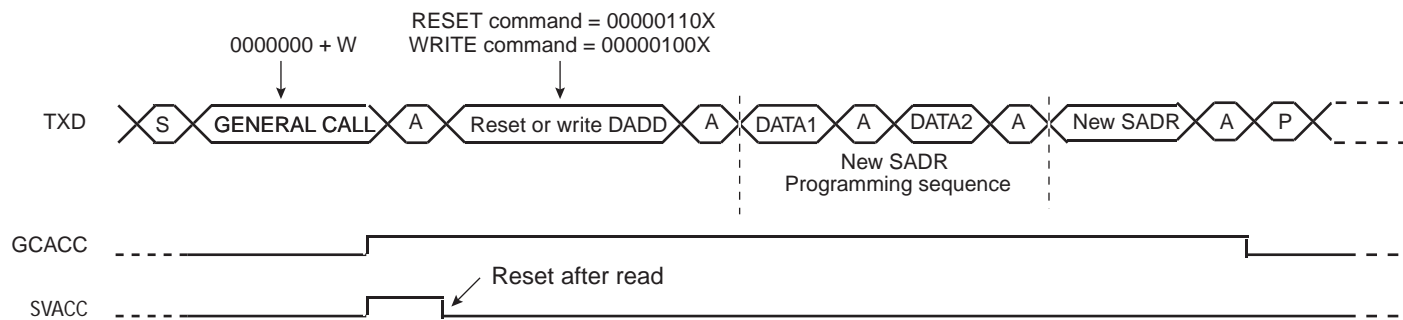 RESET command = 00000110X
0000000 + W
WRITE command = 00000100X
TXD
S
GENERAL CALL
A
Reset or write DADD
A
DATA1
A
DATA2
A
New SADR
A
P
New SADR
Programming sequence
GCACC
Reset after read
SVACC